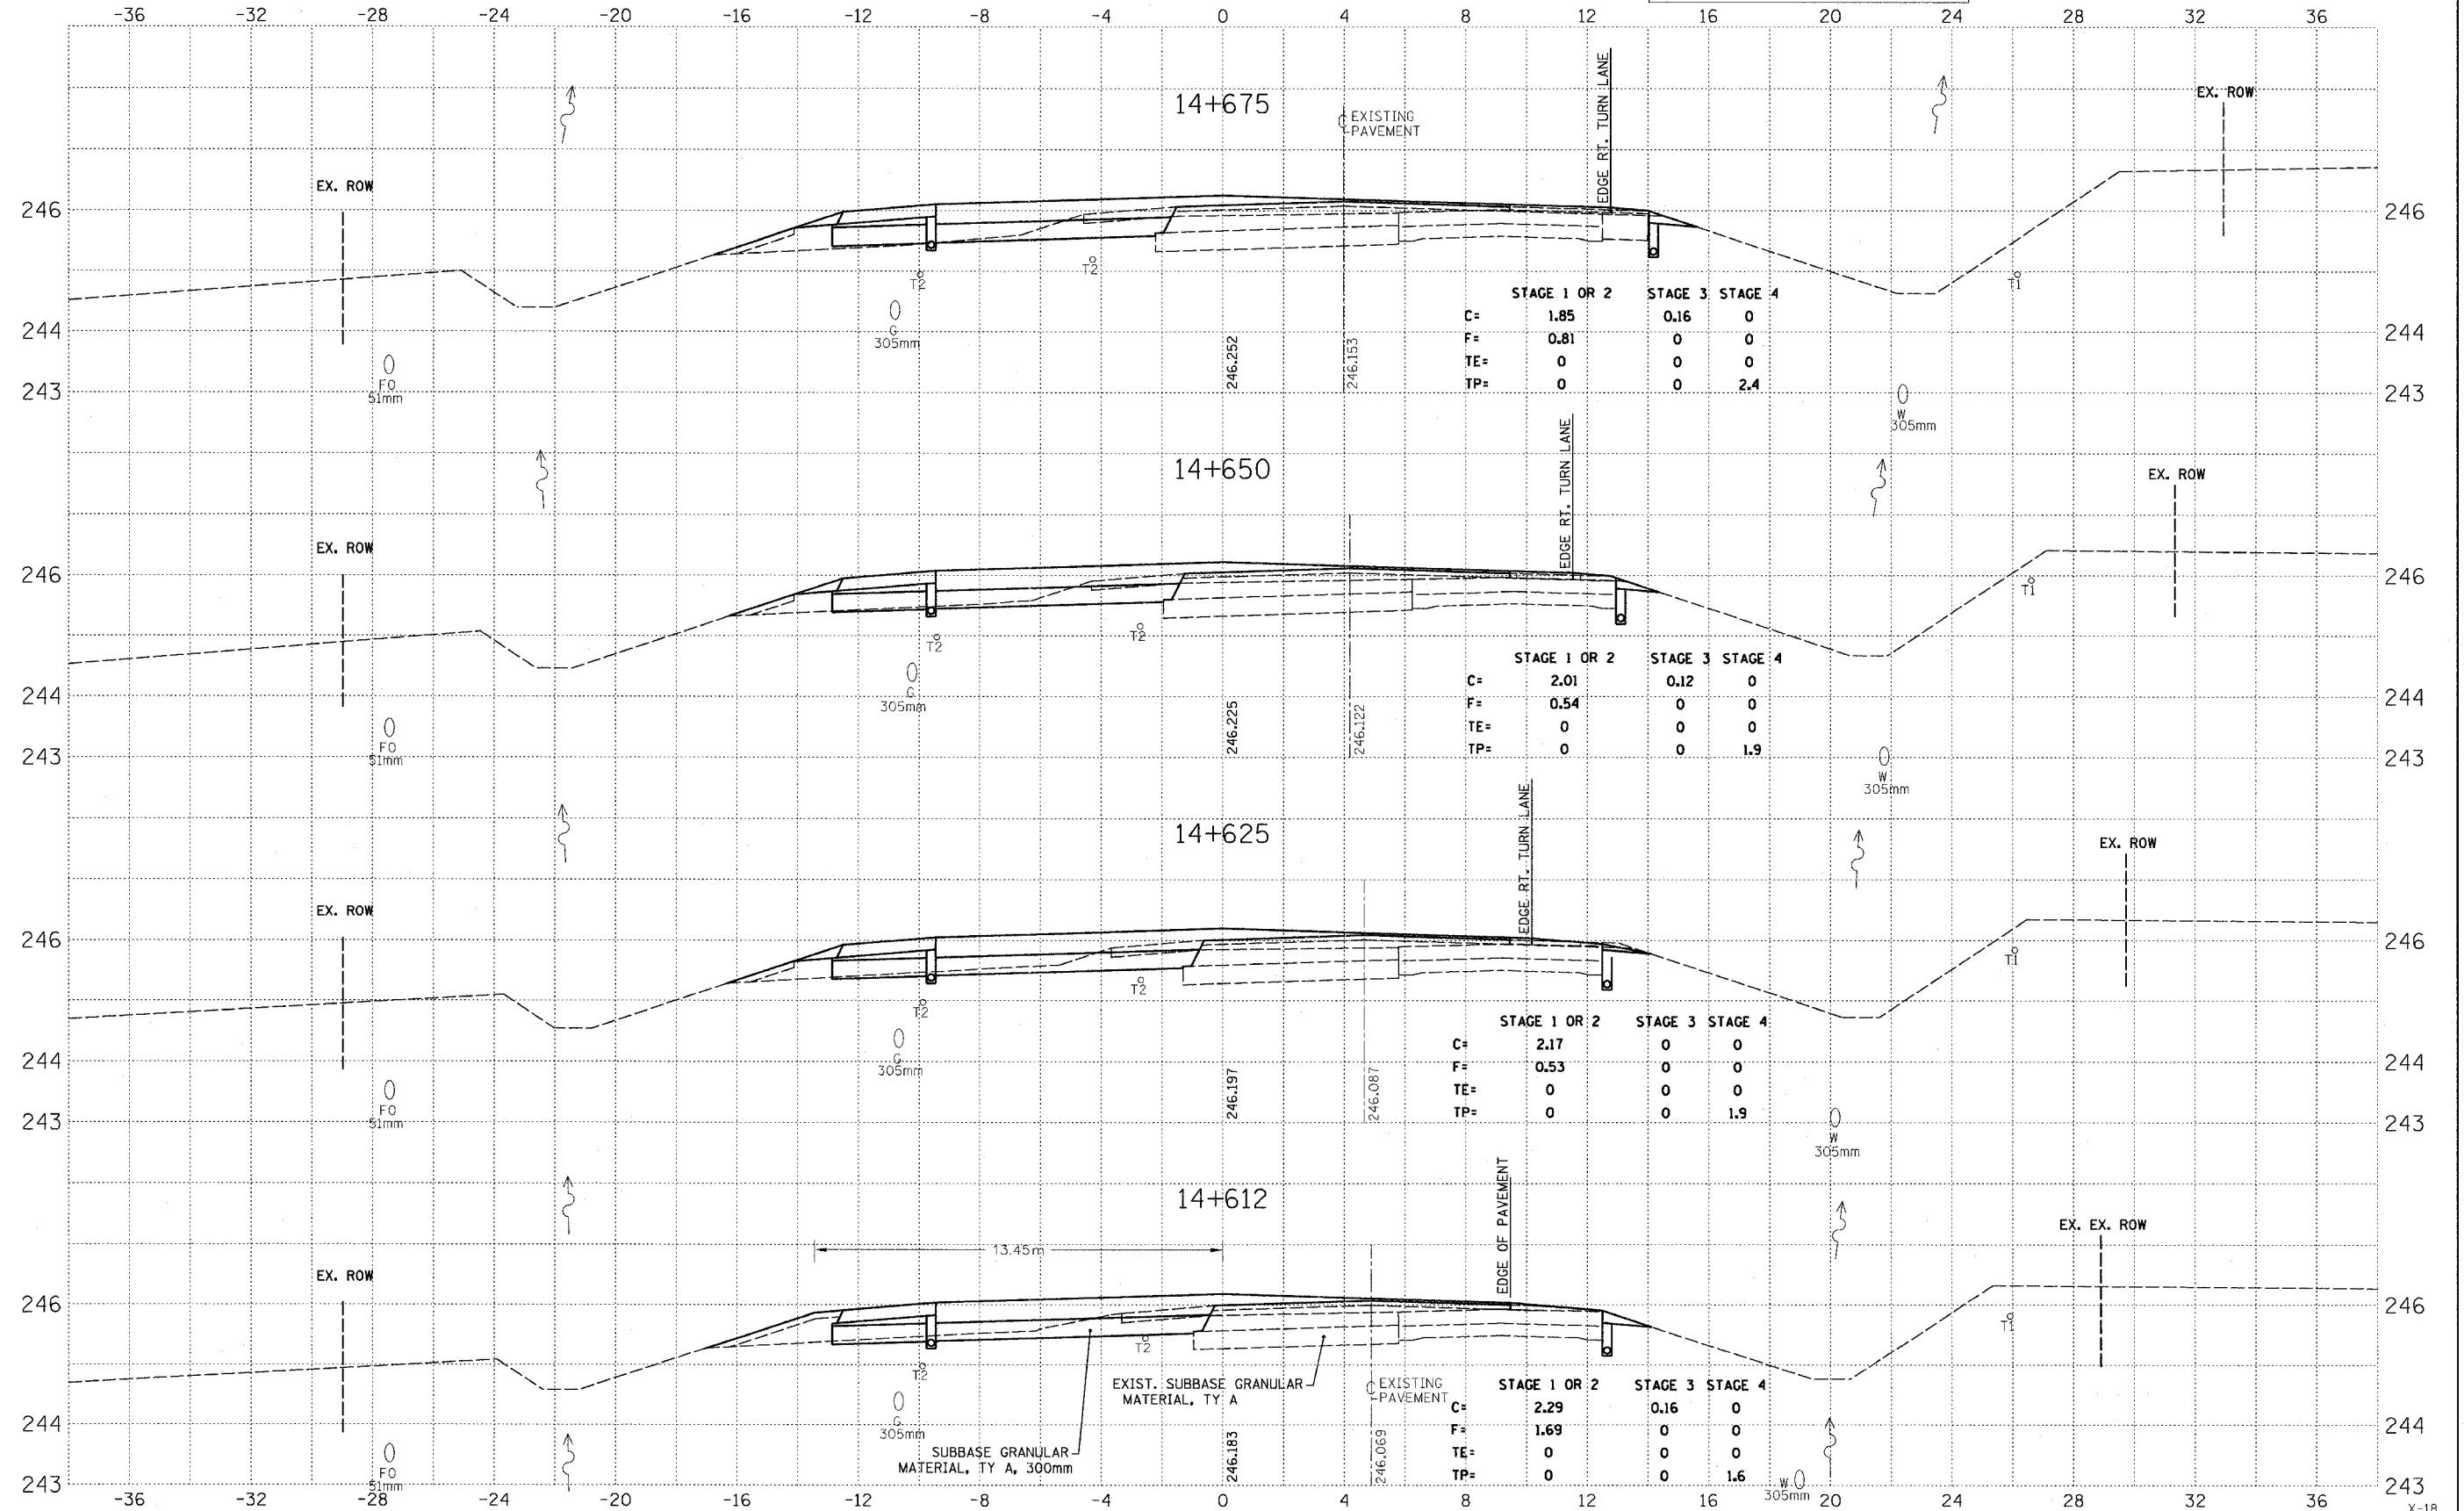 -36 -32 -28 -24 -20 -16 -12 -8 -4 0 4 8 12 16 20 24 28 32 36
14+675
EXISTING
PAVEMENT
EDGE RT. TURN LANE
EX. ROW
EX. ROW
246 246
T2 T2 T1
G
305mm
244 244
FO
51mm
243 243
246.252
246.153
STAGE 1 OR 2 STAGE 3 STAGE 4
C= 1.85 0.16 0
F= 0.81 0 0
TE= 0 0 0
TP= 0 0 2.4
W
305mm
14+650
EDGE RT. TURN LANE
EX. ROW
EX. ROW
246 246
T2 T2 T1
G
305mm
244 244
FO
51mm
243 243
246.225
246.122
STAGE 1 OR 2 STAGE 3 STAGE 4
C= 2.01 0.12 0
F= 0.54 0 0
TE= 0 0 0
TP= 0 0 1.9
W
305mm
14+625
EDGE RT. TURN LANE
EX. ROW
EX. ROW
246 246
T2 T2 T1
G
305mm
244 244
FO
51mm
243 243
246.197
246.087
STAGE 1 OR 2 STAGE 3 STAGE 4
C= 2.17 0 0
F= 0.53 0 0
TE= 0 0 0
TP= 0 0 1.9
W
305mm
14+612
13.45m
EDGE OF PAVEMENT
EX. ROW
EX. EX. ROW
246 246
T2 T2 T1
G
305mm
244 244
FO
51mm
243 243
EXIST. SUBBASE GRANULAR
MATERIAL, TY A
SUBBASE GRANULAR
MATERIAL, TY A, 300mm
EXISTING
PAVEMENT
246.183
246.069
STAGE 1 OR 2 STAGE 3 STAGE 4
C= 2.29 0.16 0
F= 1.69 0 0
TE= 0 0 0
TP= 0 0 1.6
W
305mm
-36 -32 -28 -24 -20 -16 -12 -8 -4 0 4 8 12 16 20 24 28 32 36
X-18